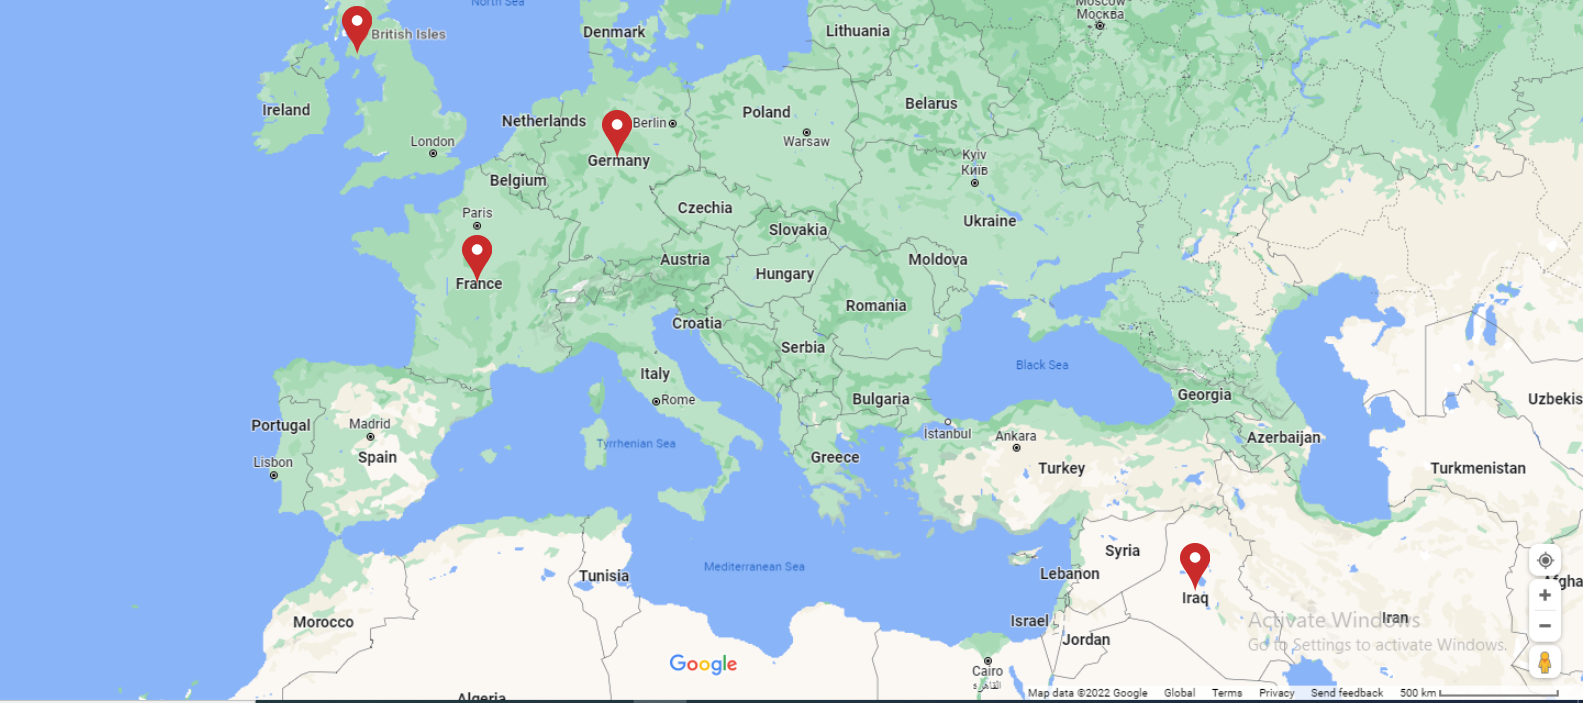 North Sea
Moscow
Москва
British Isles
Denmark
Lithuania
Ireland
Netherlands
Berlin
Poland
Belarus
London
Warsaw
Germany
Kyiv
Київ
Belgium
Czechia
Paris
Slovakia
Ukraine
Austria
Moldova
Hungary
France
Romania
Croatia
Serbia
Black Sea
Italy
Georgia
Rome
Bulgaria
Uzbekis
Portugal
Madrid
Istanbul
Ankara
Azerbaijan
Tyrrhenian Sea
Spain
Greece
Lisbon
Turkey
Turkmenistan
Syria
Mediterranean Sea
Tunisia
Lebanon
Afgha
Iraq
Morocco
Israel
Iran
Activate Windows
Go to Settings to activate Windows.
Jordan
Google
Cairo
القاهرة
Algeria
Map data ©2022 Google Global Terms Privacy Send feedback 500 km